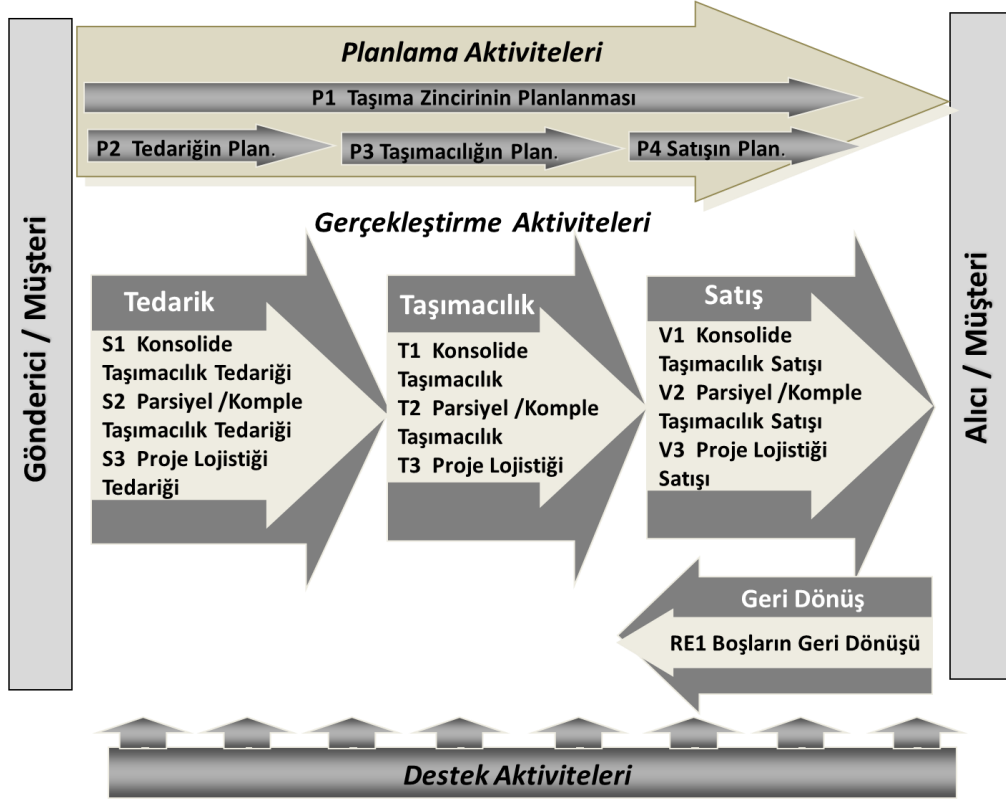 Planlama Aktiviteleri
P1 Taşıma Zincirinin Planlanması
P2 Tedariğin Plan.
P3 Taşımacılığın Plan.
P4 Satışın Plan.
Gönderici / Müşteri
Gerçekleştirme Aktiviteleri
Tedarik
S1 Konsolide
Taşımacılık Tedariği
S2 Parsiyel /Komple
Taşımacılık Tedariği
S3 Proje Lojistiği
Tedariği
Taşımacılık
T1 Konsolide
Taşımacılık
T2 Parsiyel /Komple
Taşımacılık
T3 Proje Lojistiği
Satış
V1 Konsolide
Taşımacılık Satışı
V2 Parsiyel /Komple
Taşımacılık Satışı
V3 Proje Lojistiği
Satışı
Alıcı / Müşteri
Geri Dönüş
RE1 Boşların Geri Dönüşü
Destek Aktiviteleri